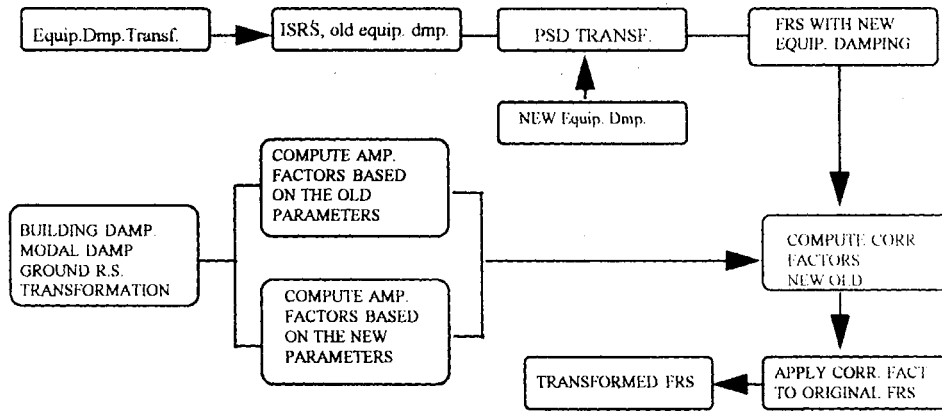 Equip.Dmp.Transf.
ISRS, old equip. dmp.
PSD TRANSF.
FRS WITH NEW
EQUIP. DAMPING
NEW Equip. Dmp.
COMPUTE AMP.
FACTORS BASED
ON THE OLD
PARAMETERS
BUILDING DAMP.
MODAL DAMP
GROUND R.S.
TRANSFORMATION
COMPUTE AMP.
FACTORS BASED
ON THE NEW
PARAMETERS
COMPUTE CORR
FACTORS
NEW OLD
TRANSFORMED FRS
APPLY CORR. FACT
TO ORIGINAL FRS